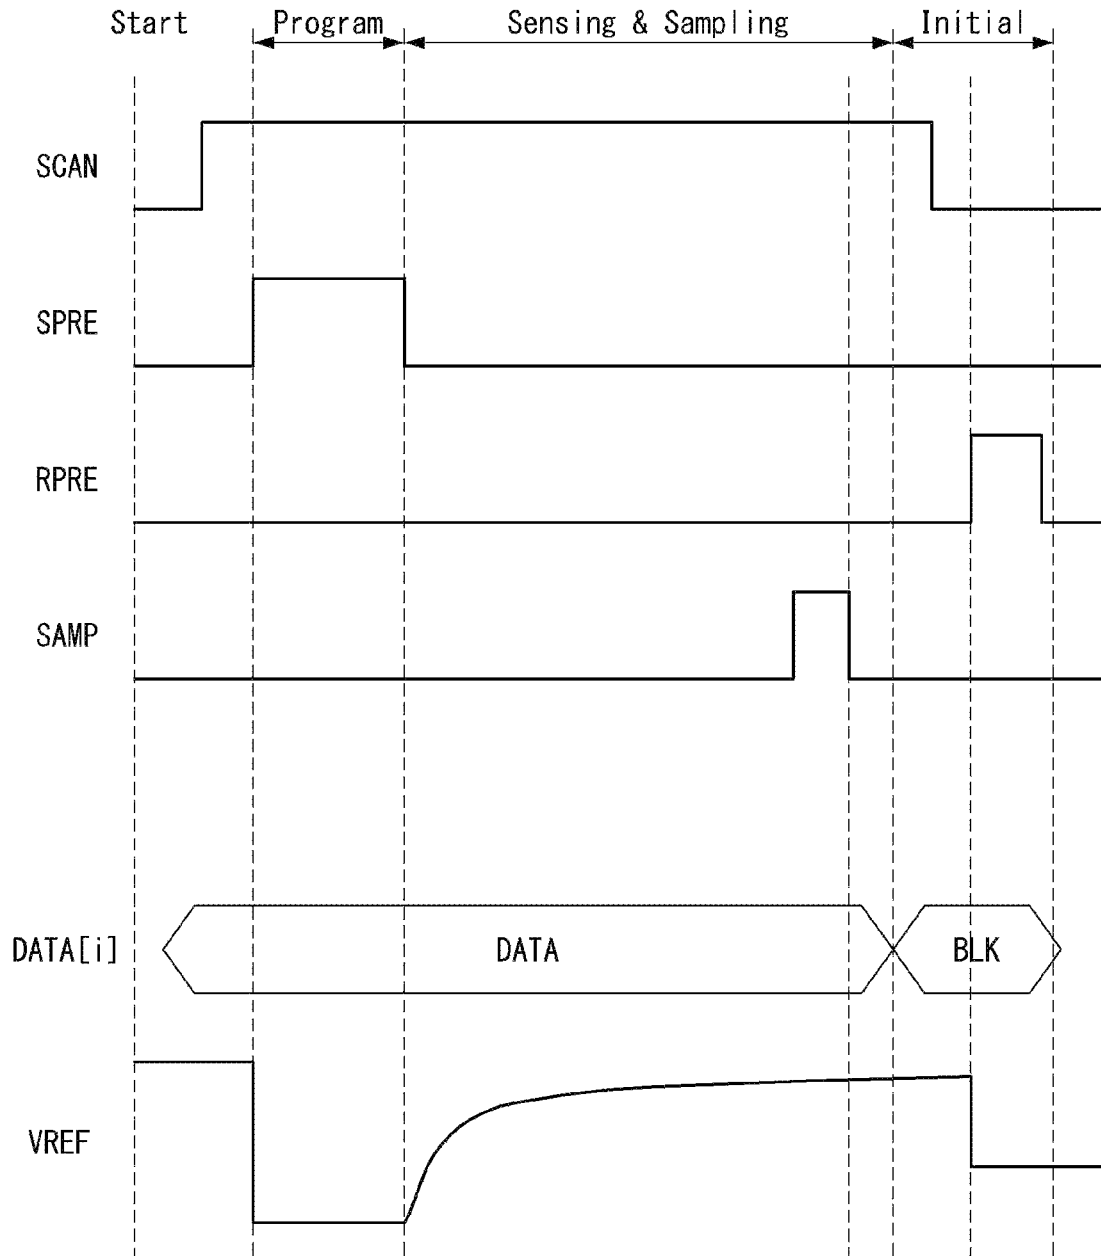 Start Program Sensing & Sampling Initial
SCAN
SPRE
RPRE
SAMP
DATA[i] DATA BLK
VREF